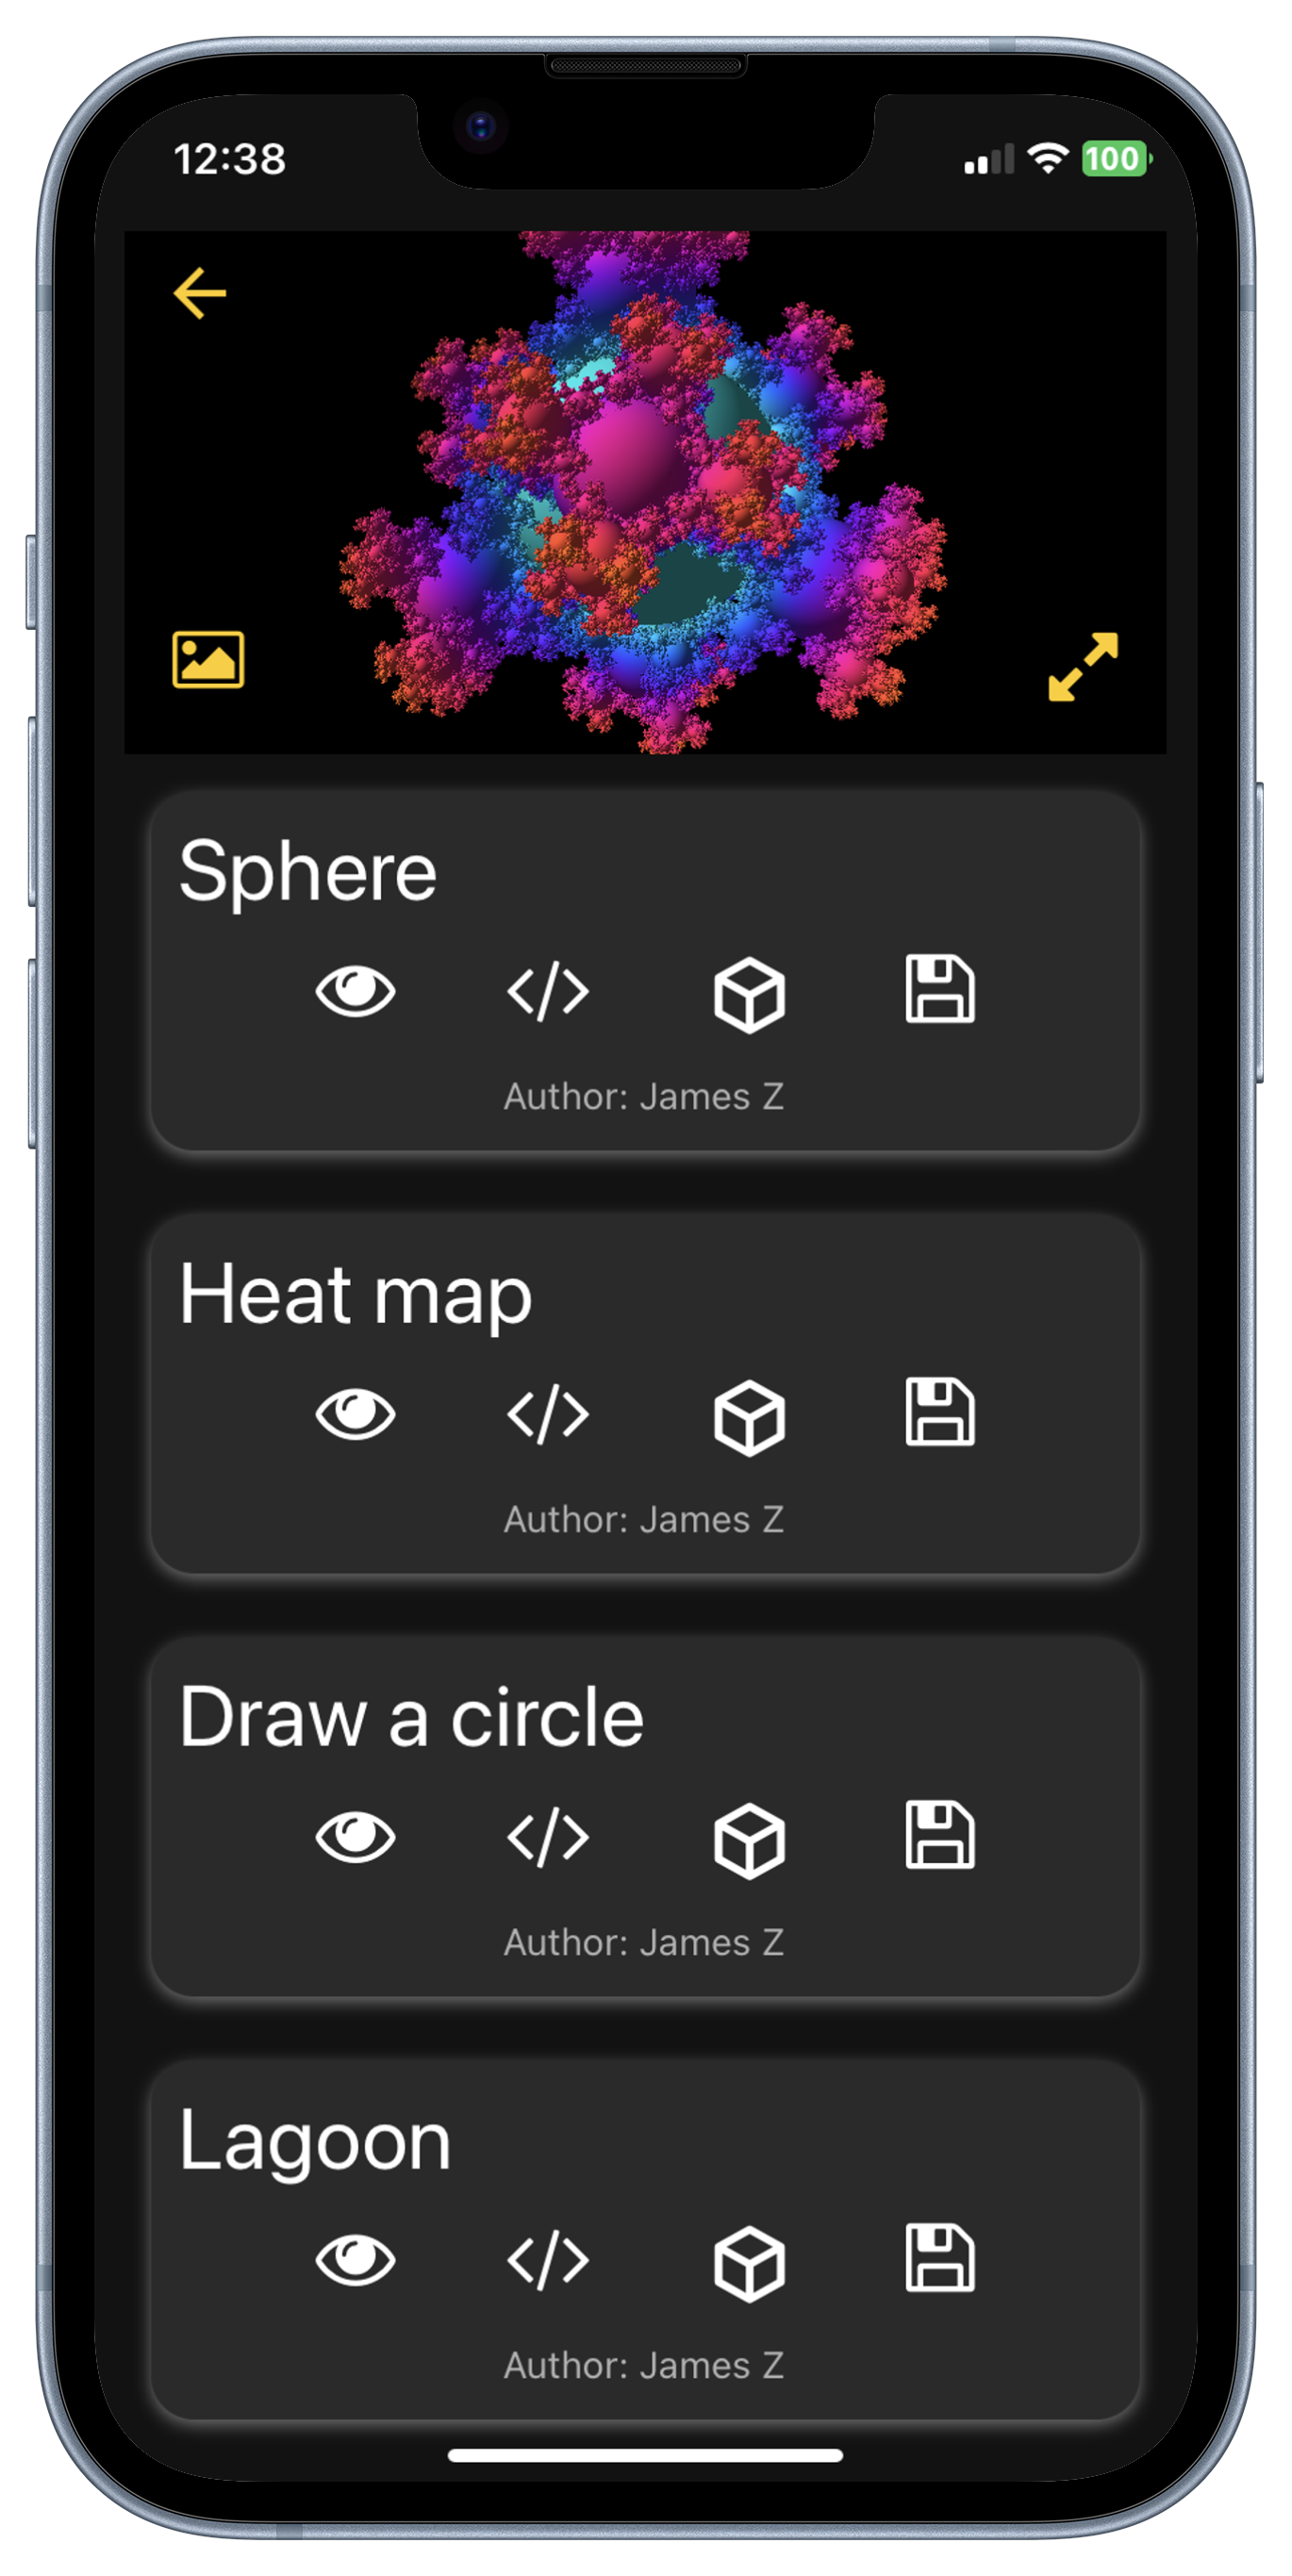 12:38
100
Sphere
</>
Author: James Z
Heat map
</>
Author: James Z
Draw a circle
</>
Author: James Z
Lagoon
</>
Author: James Z